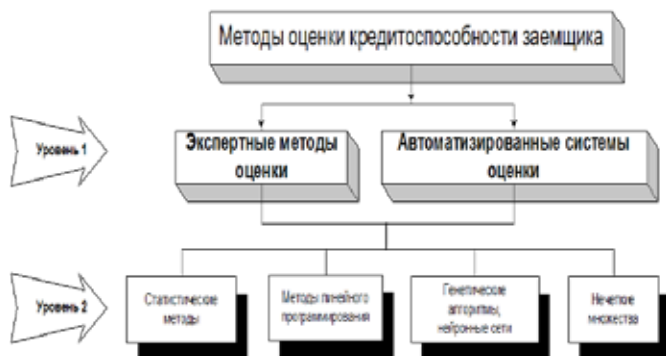 Методы оценки кредитоспособности заемщика
Уровень 1
Экспертные методы
оценки
Автоматизированные системы
оценки
Уровень 2
Статистические
методы
Методы линейного
программирования
Генетические
алгоритмы,
нейронные сети
Нечеткие
множества